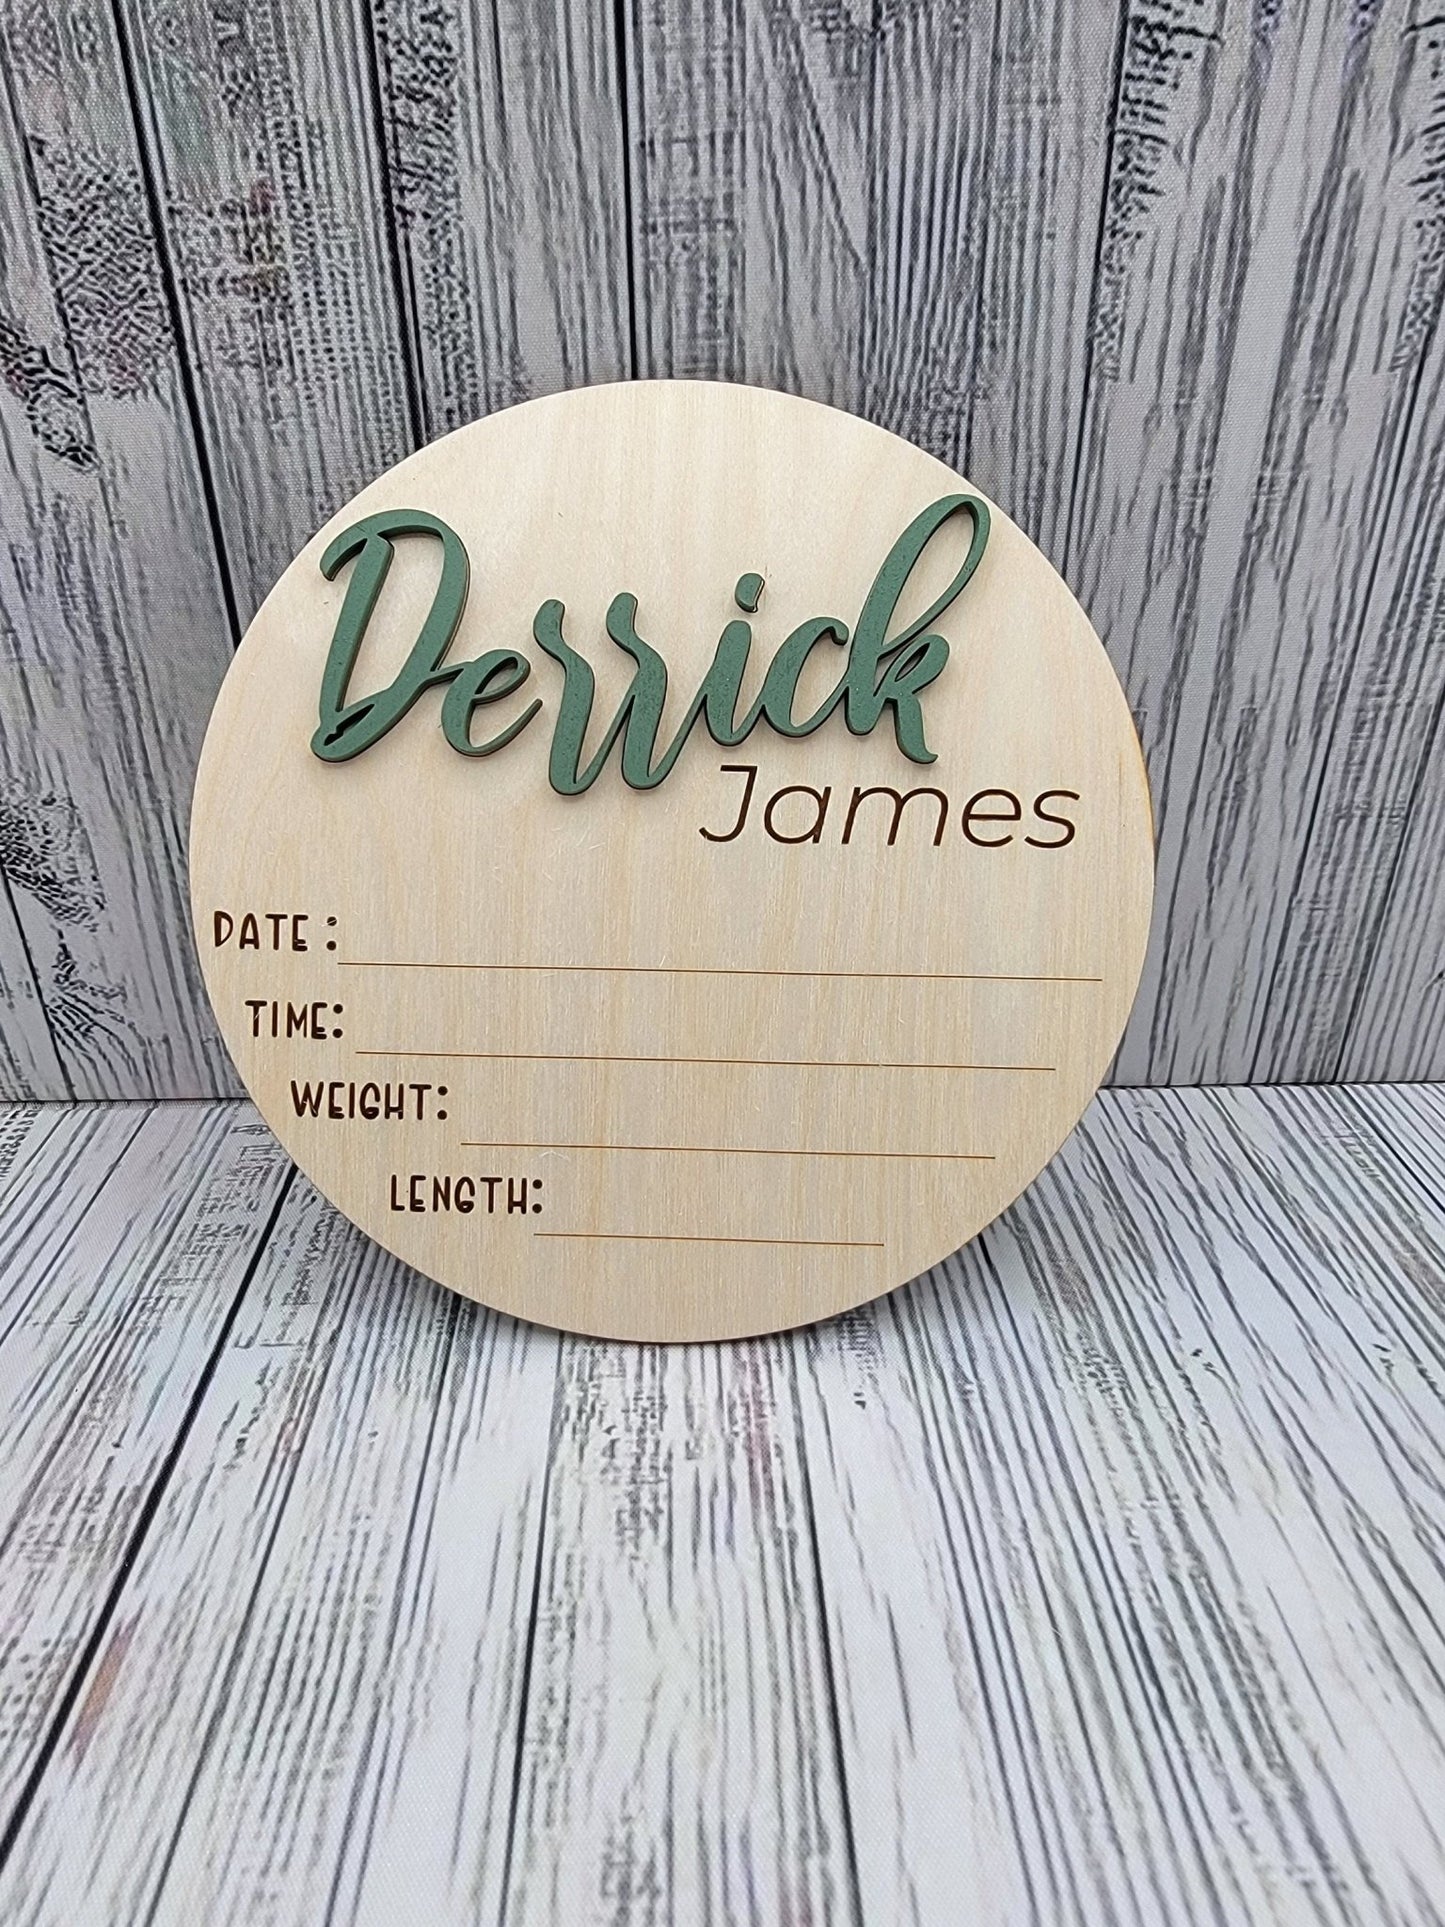 Derrick
James
DATE:
TIME:
WEIGHT:
LENGTH: